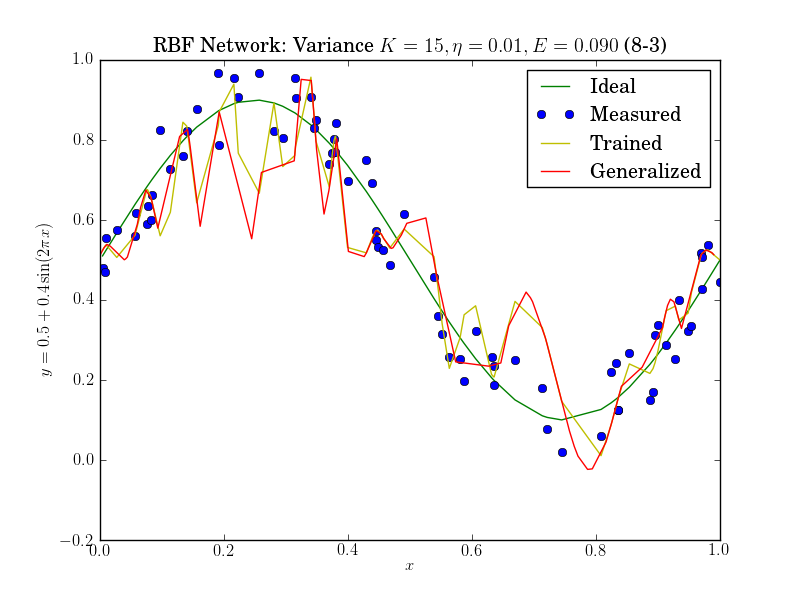 RBF Network: Variance K = 15, η = 0.01, E = 0.090 (8-3)
1.0
0.8
0.6
0.4
0.2
0.0
−0.2
y = 0.5 + 0.4 sin(2π x)
Ideal
Measured
Trained
Generalized
0.0 0.2 0.4 0.6 0.8 1.0
x